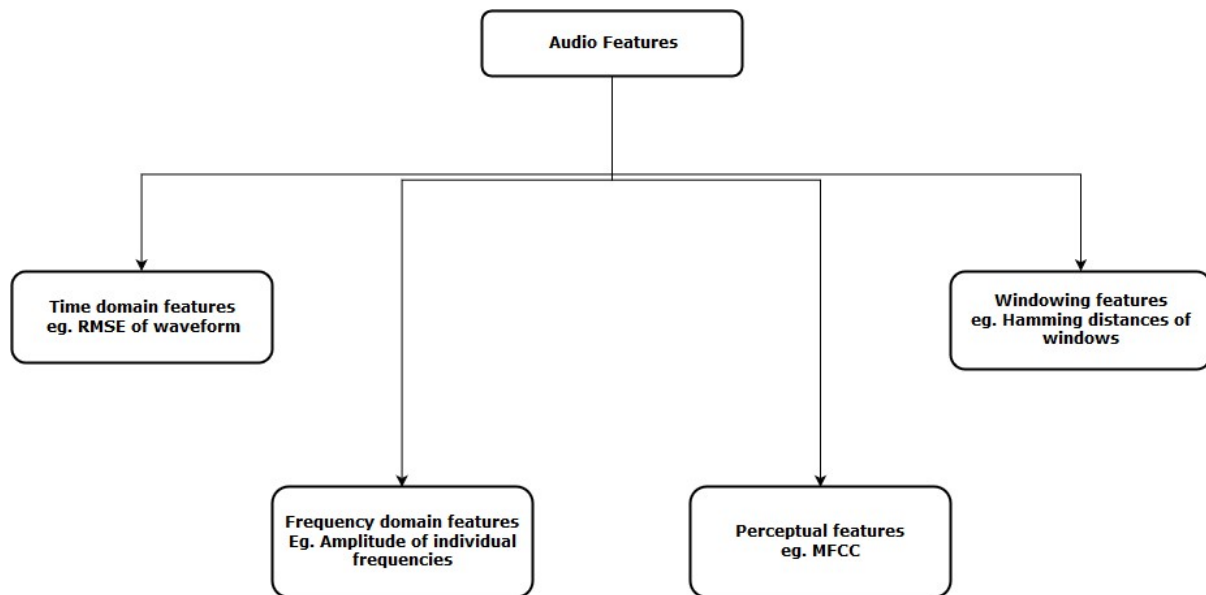 Audio Features
Time domain features
eg. RMSE of waveform
Windowing features
eg. Hamming distances of
windows
Frequency domain features
Eg. Amplitude of individual
frequencies
Perceptual features
eg. MFCC